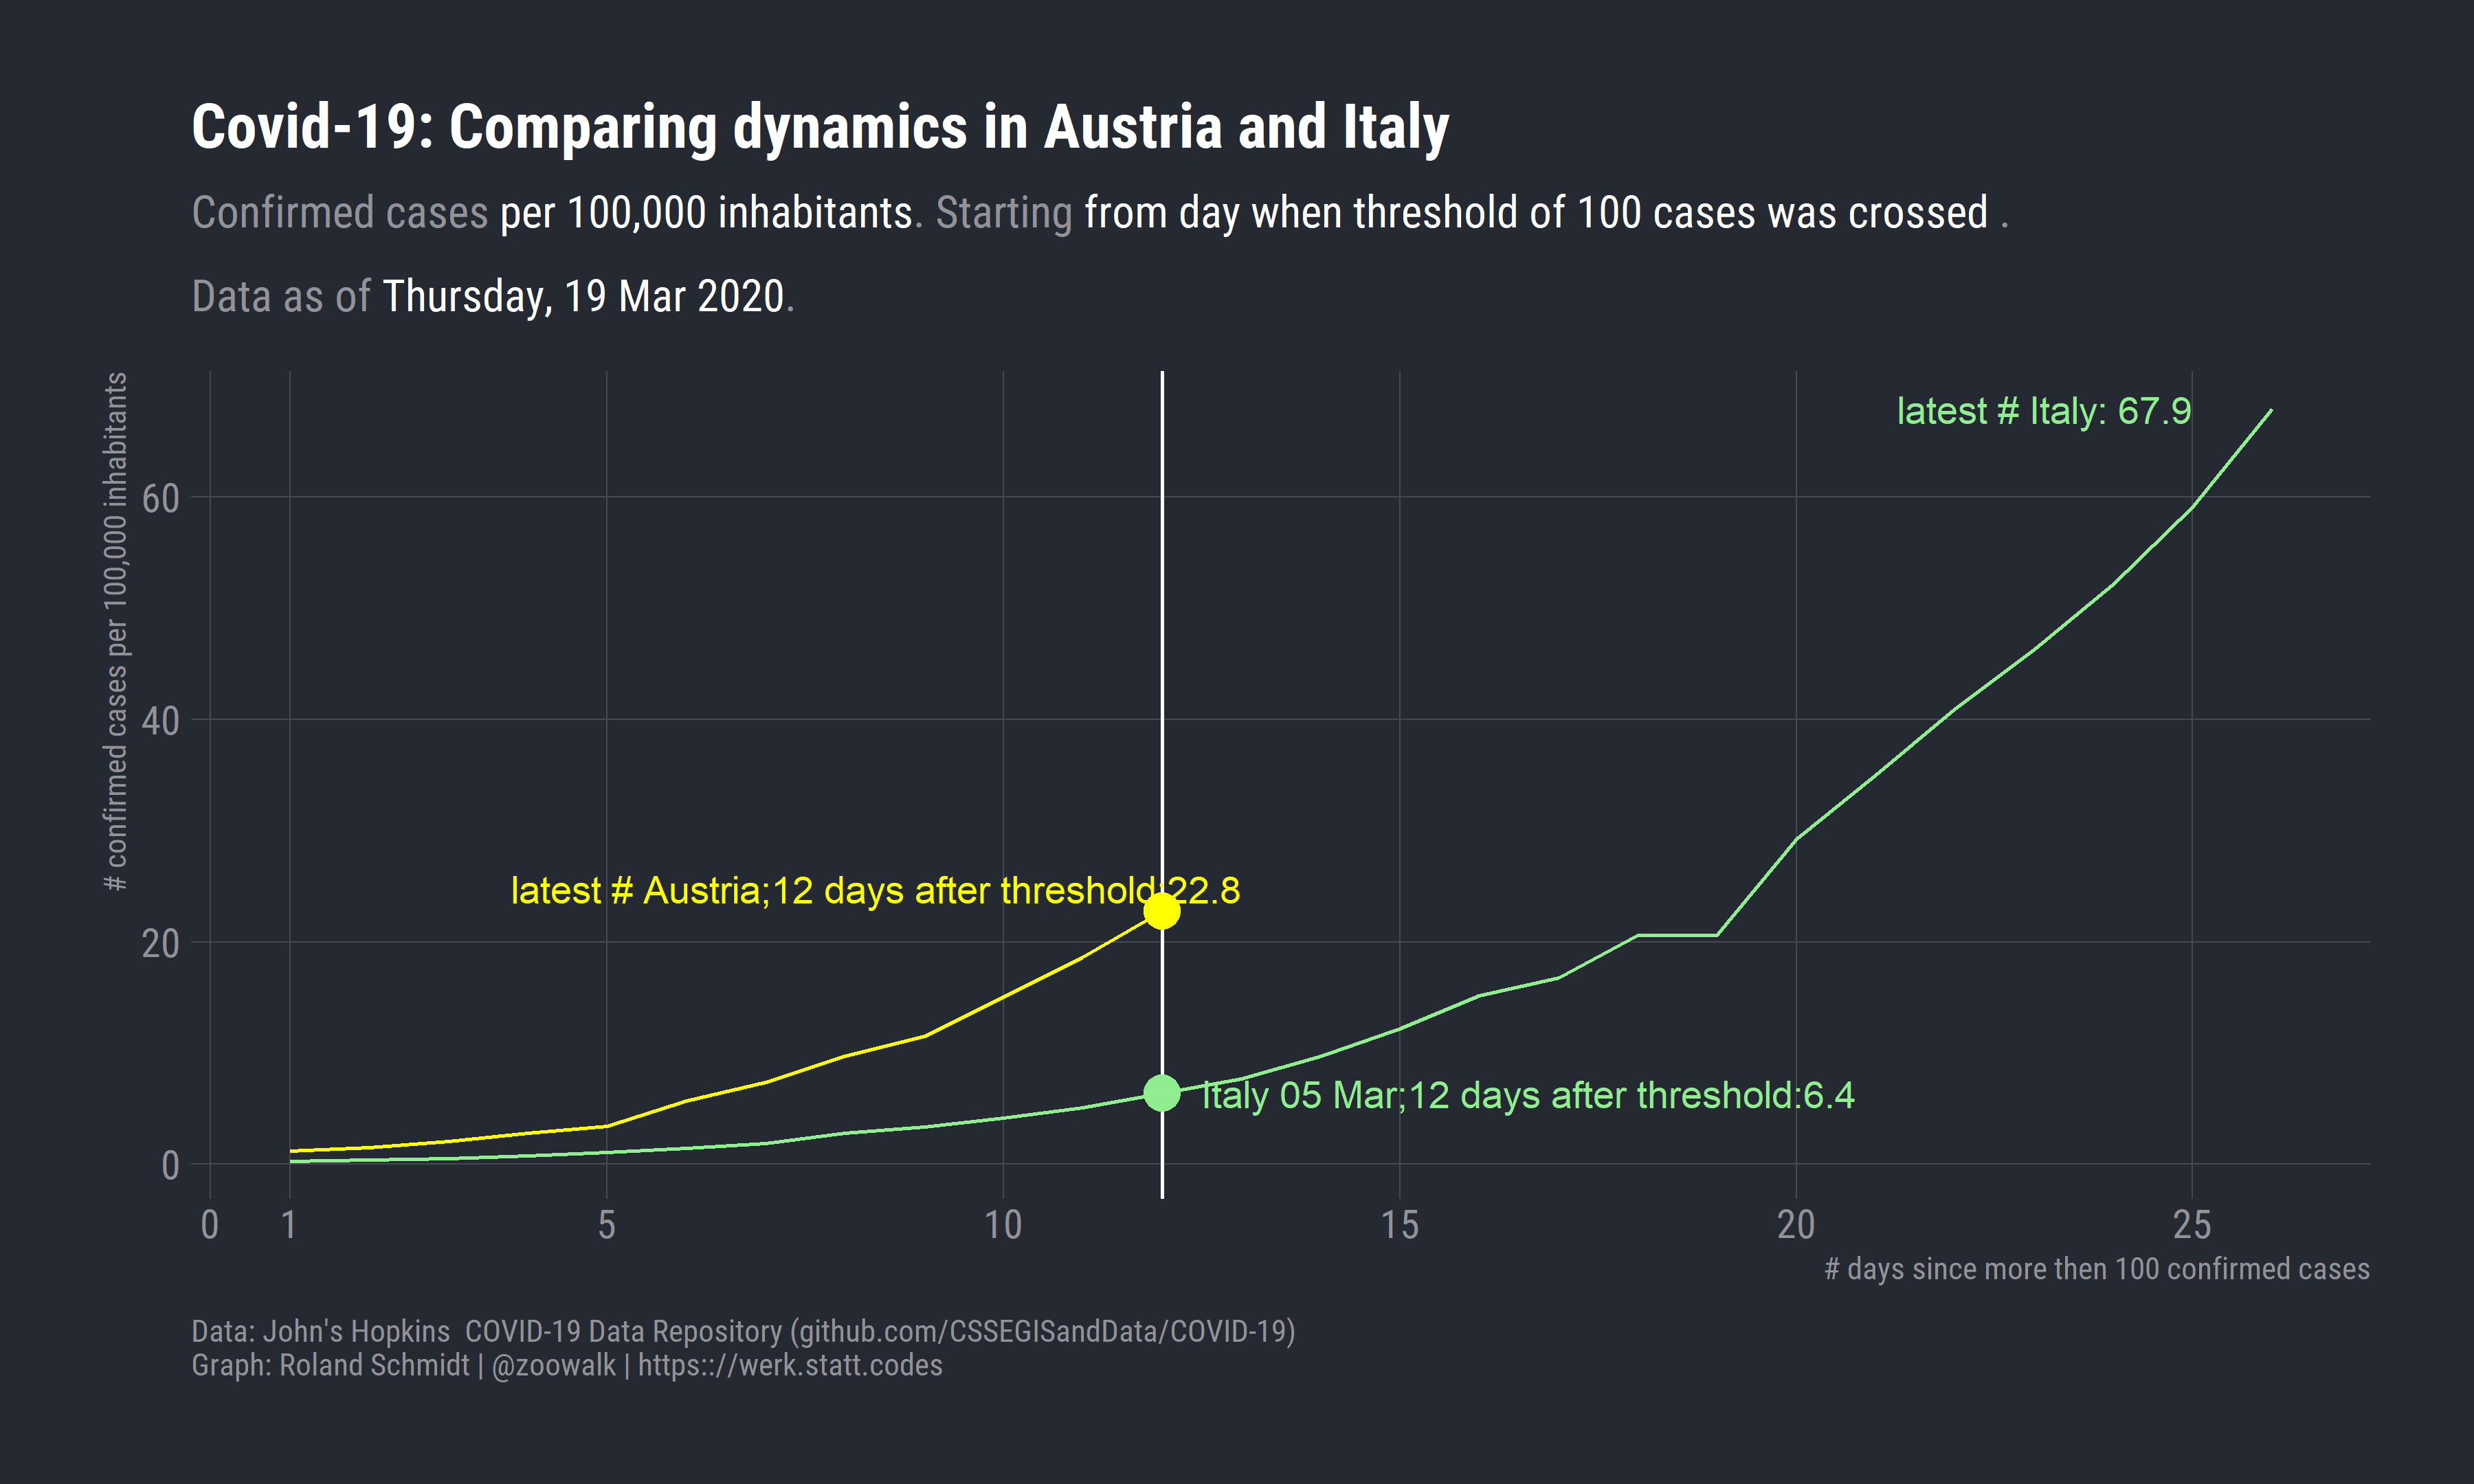 Covid-19: Comparing dynamics in Austria and Italy
Confirmed cases per 100,000 inhabitants. Starting from day when threshold of 100 cases was crossed .
Data as of Thursday, 19 Mar 2020.
# confirmed cases per 100,000 inhabitants
60
40
20
0
latest # Italy: 67.9
latest # Austria;12 days after threshold:22.8
Italy 05 Mar;12 days after threshold:6.4
0 1 5 10 15 20 25
# days since more then 100 confirmed cases
Data: John's Hopkins  COVID-19 Data Repository (github.com/CSSEGISandData/COVID-19)
Graph: Roland Schmidt | @zoowalk | https:://werk.statt.codes